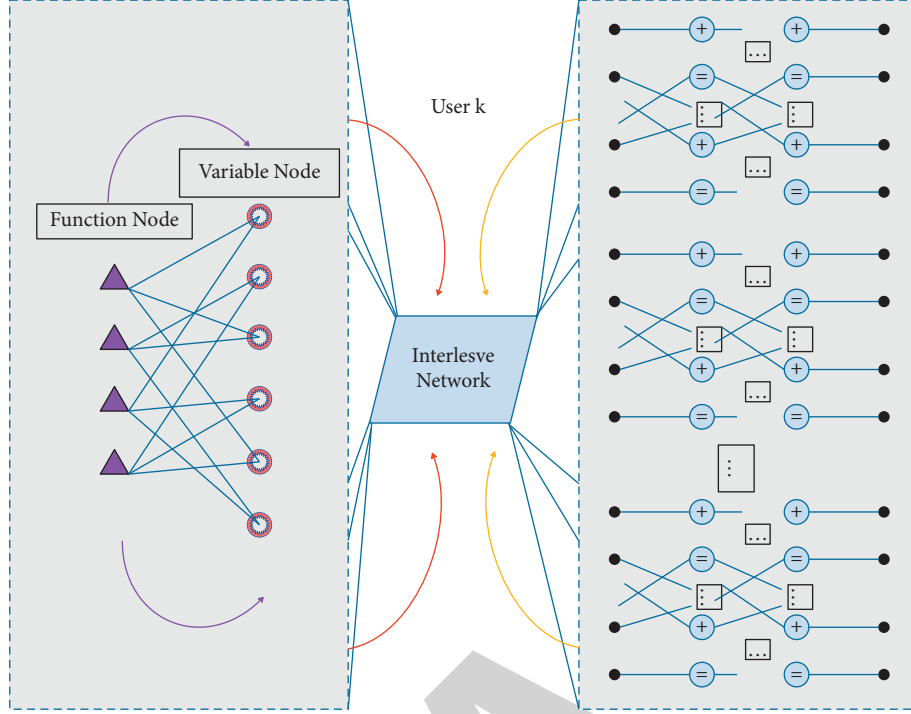 User k
Variable Node
Function Node
Interlesve
Network
+ ... +
= =
⋮ ⋮
+ +
...
= =
+ ... +
= =
⋮ ⋮
+ +
...
= =
⋮
+ ... +
= =
⋮ ⋮
+ +
...
= =